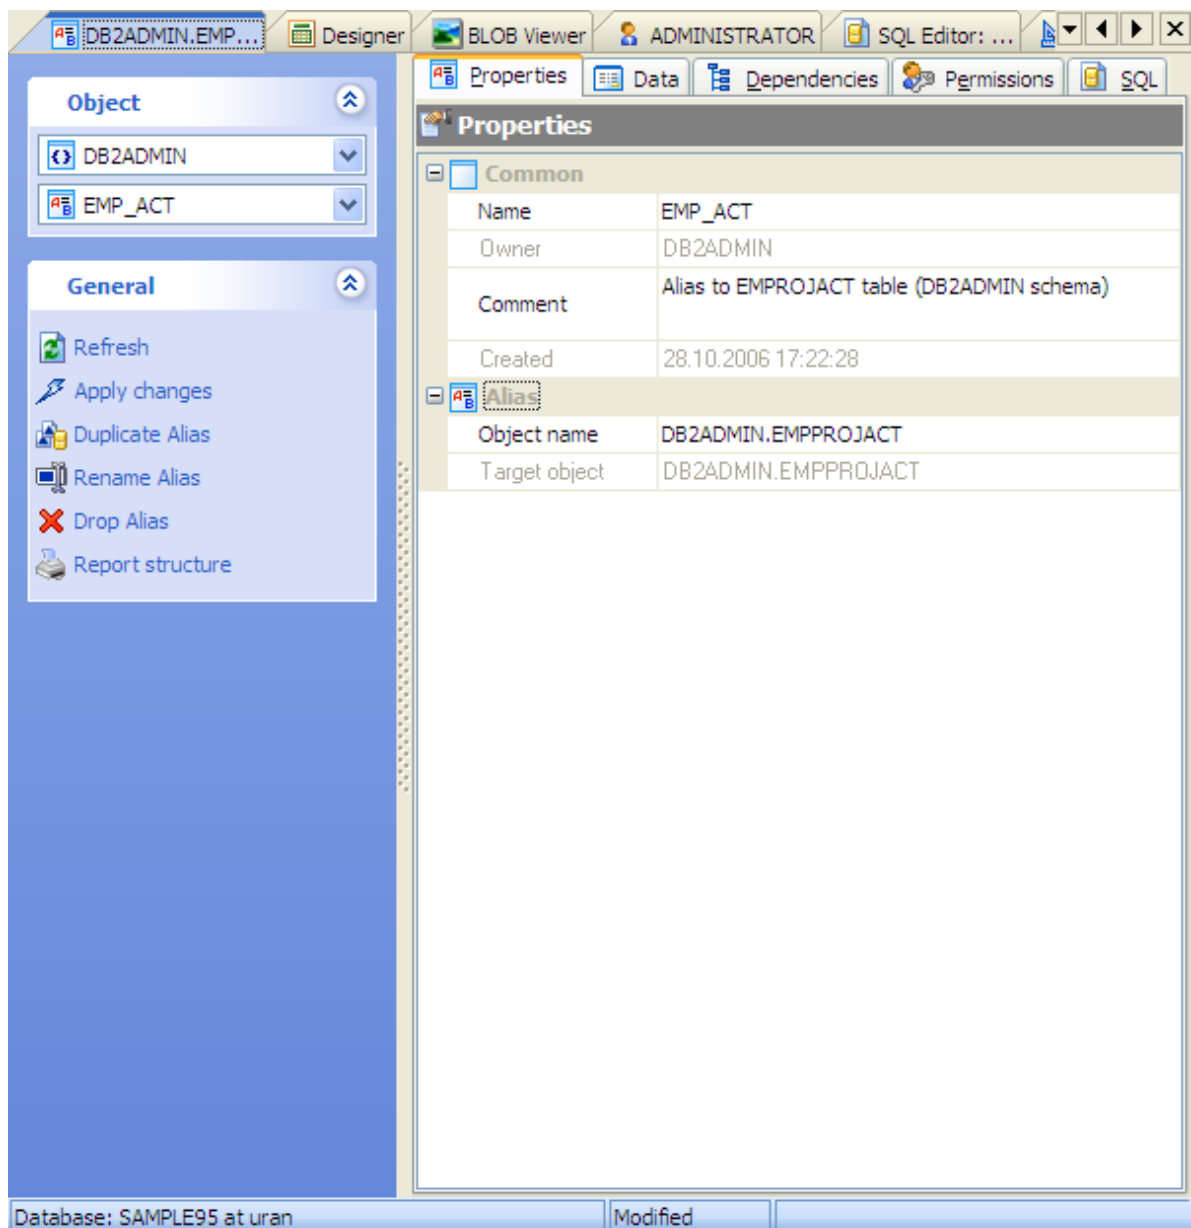 DB2ADMIN.EMP... Designer BLOB Viewer ADMINISTRATOR SQL Editor: ...
Object
DB2ADMIN
EMP_ACT
General
Refresh
Apply changes
Duplicate Alias
Rename Alias
Drop Alias
Report structure
Properties Data Dependencies Permissions SQL
Properties
Common
Name EMP_ACT
Owner DB2ADMIN
Comment Alias to EMPROJACT table (DB2ADMIN schema)
Created 28.10.2006 17:22:28
Alias
Object name DB2ADMIN.EMPPROJACT
Target object DB2ADMIN.EMPPROJACT
Database: SAMPLE95 at uran Modified